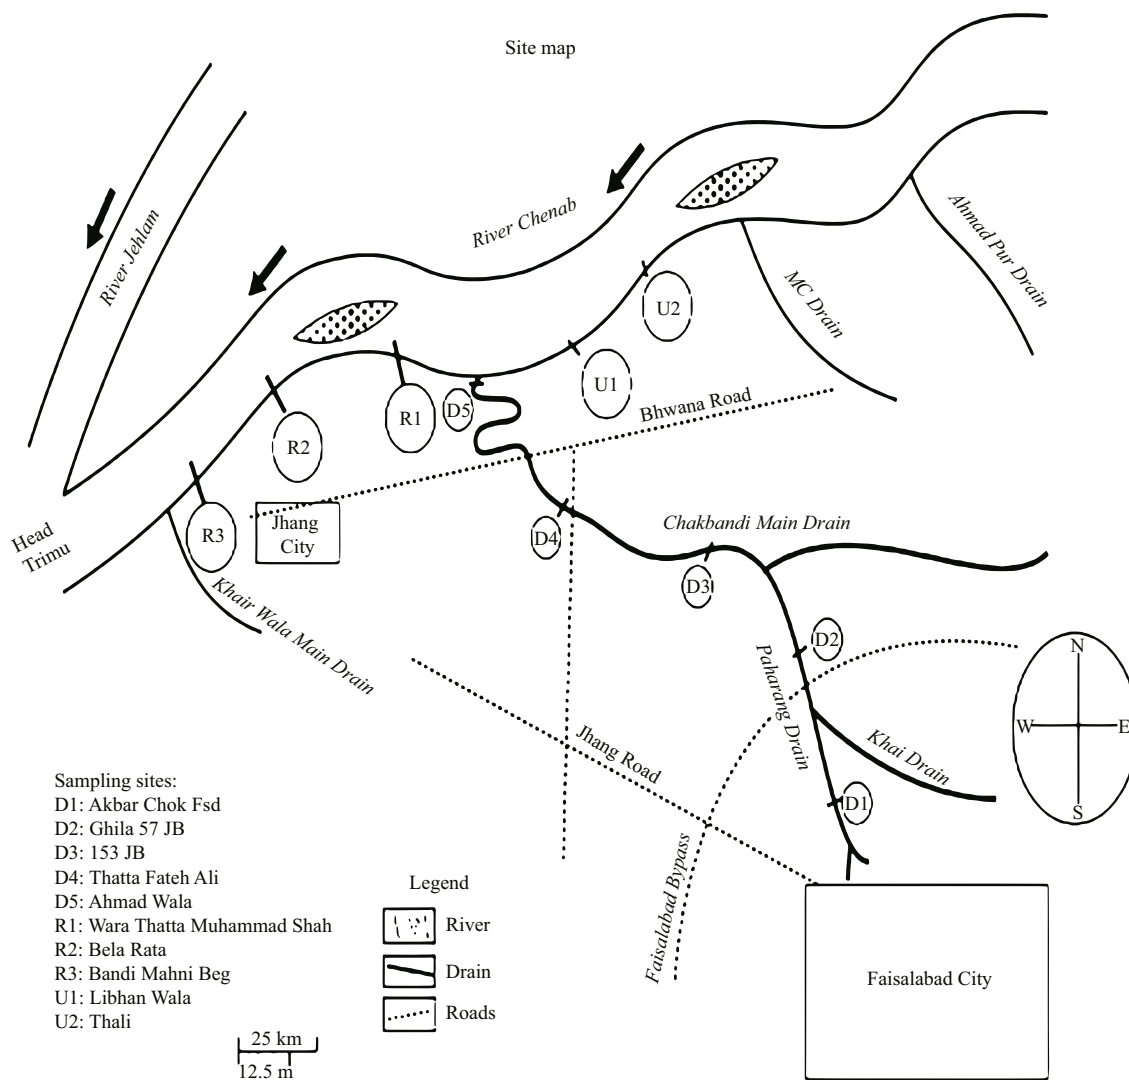 Site map
River Jehlam
River Chenab
Ahmad Pur Drain
MC Drain
U2
U1
Bhwana Road
D5
R1
R2
R3
Jhang
City
Head
Trimu
D4
Chakbandi Main Drain
D3
Khair Wala Main Drain
D2
Paharang Drain
N
W
E
S
Khai Drain
Jhang Road
D1
Faisalabad Bypass
Faisalabad City
Sampling sites:
D1: Akbar Chok Fsd
D2: Ghila 57 JB
D3: 153 JB
D4: Thatta Fateh Ali
D5: Ahmad Wala
R1: Wara Thatta Muhammad Shah
R2: Bela Rata
R3: Bandi Mahni Beg
U1: Libhan Wala
U2: Thali
Legend
River
Drain
Roads
25 km
12.5 m